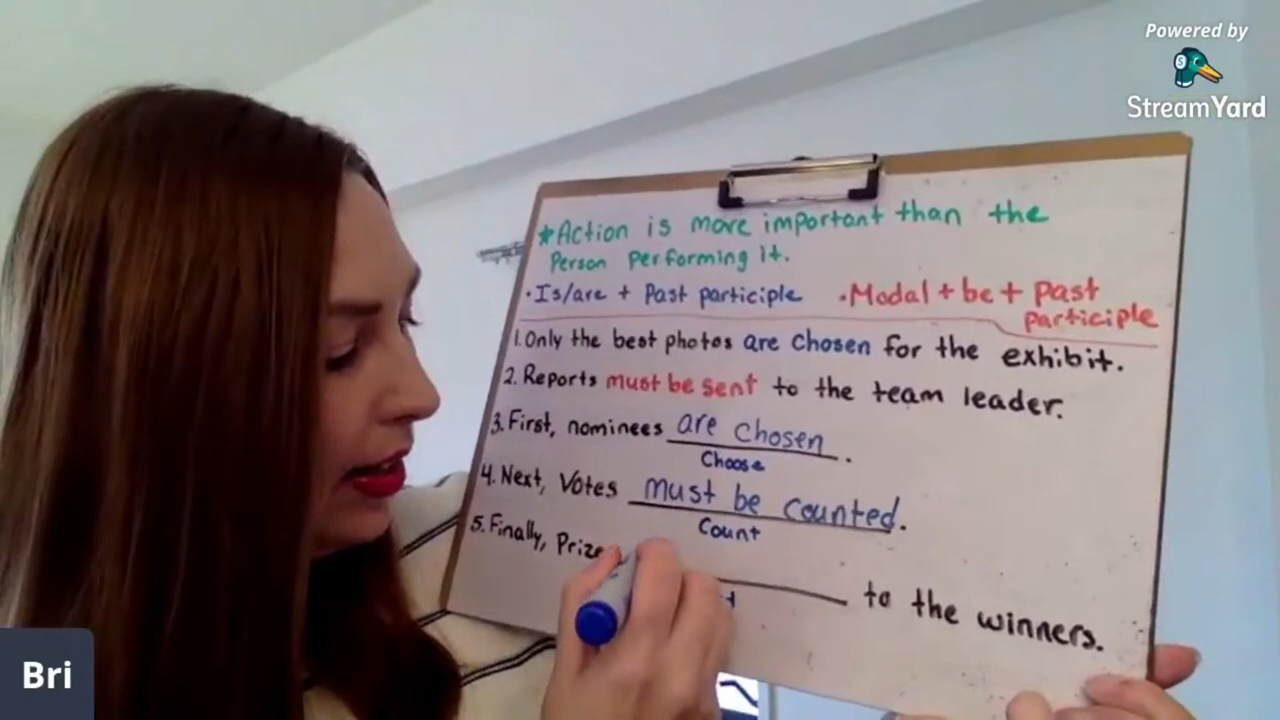 Powered by
StreamYard
*Action is more important than the
Person performing it.
•Is/are + Past participle •Modal + be + Past
participle
1. Only the best photos are chosen for the exhibit.
2. Reports must be sent to the team leader.
3. First, nominees are chosen.
Choose
4. Next, Votes must be counted.
Count
5. Finally, to the winners.
Bri